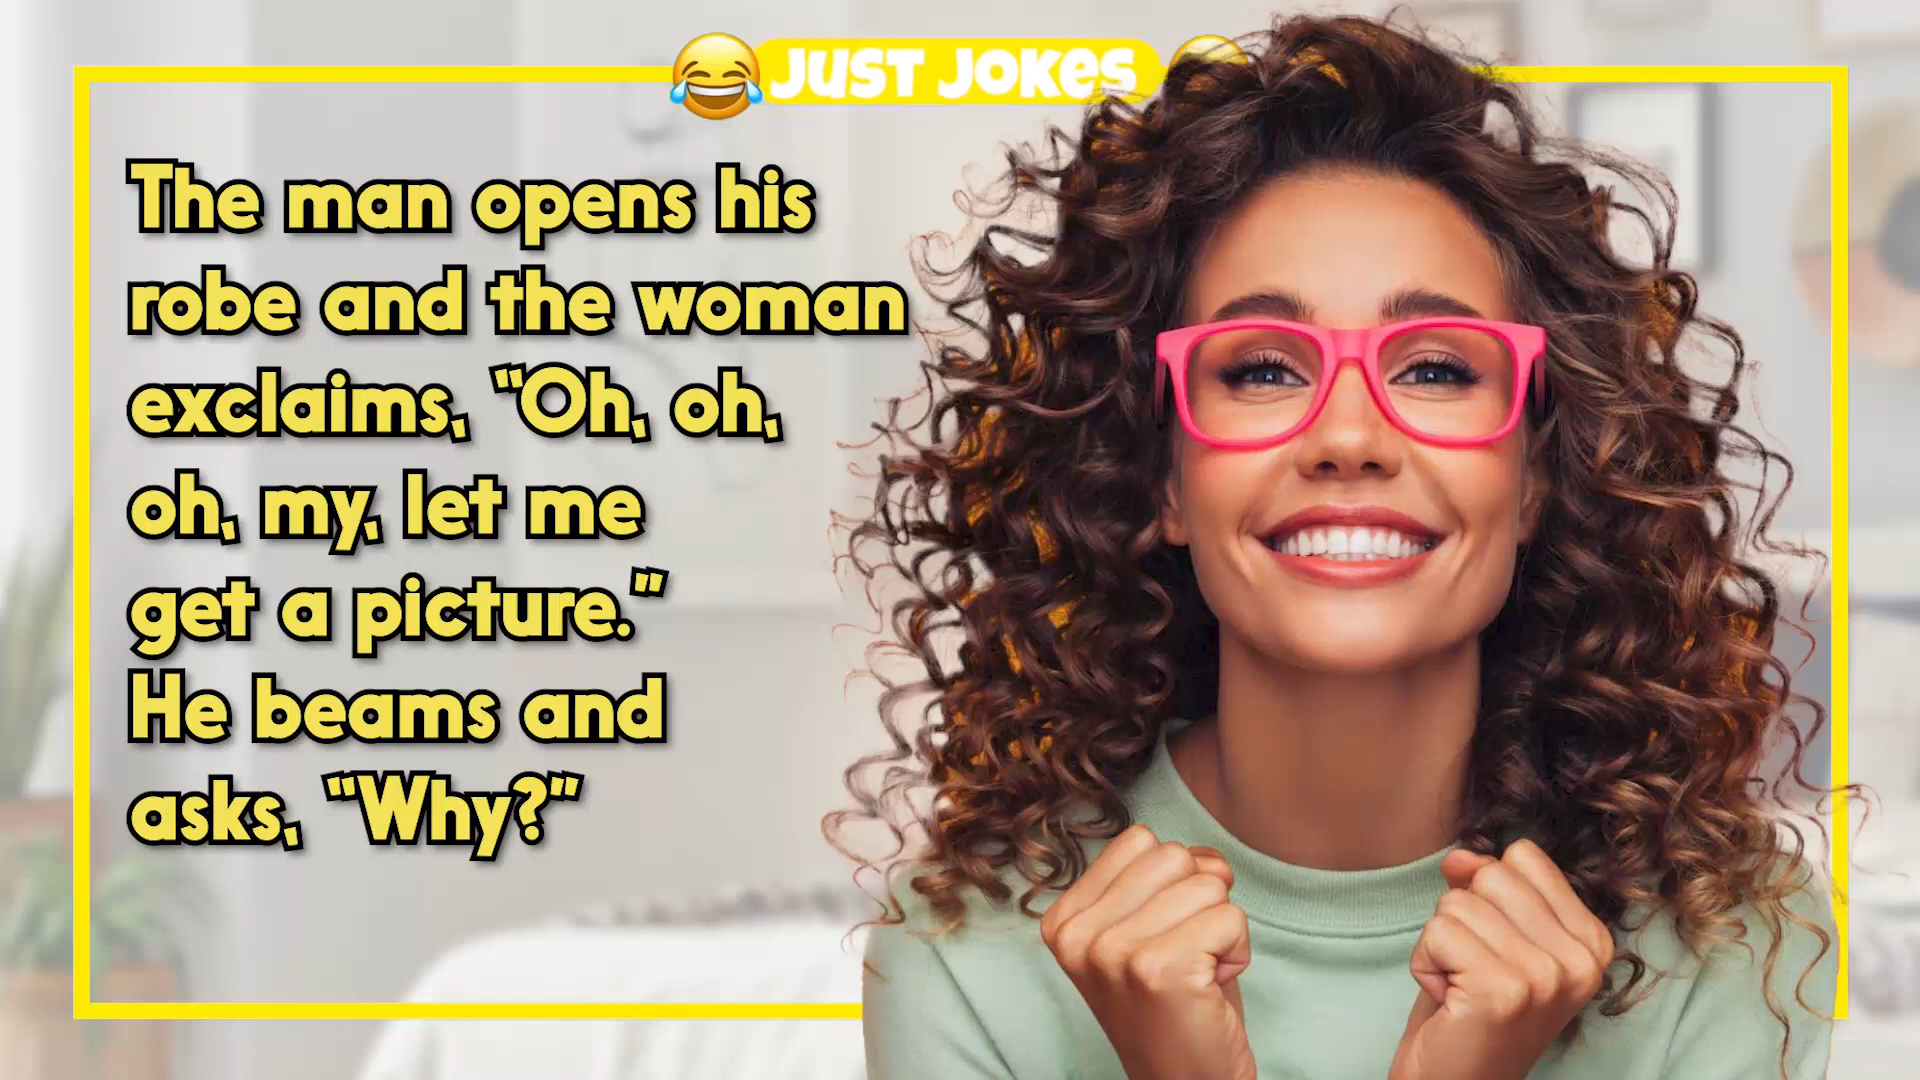 JUST JOKES
The man opens his
robe and the woman
exclaims, "Oh, oh,
oh, my, let me
get a picture."
He beams and
asks, "Why?"